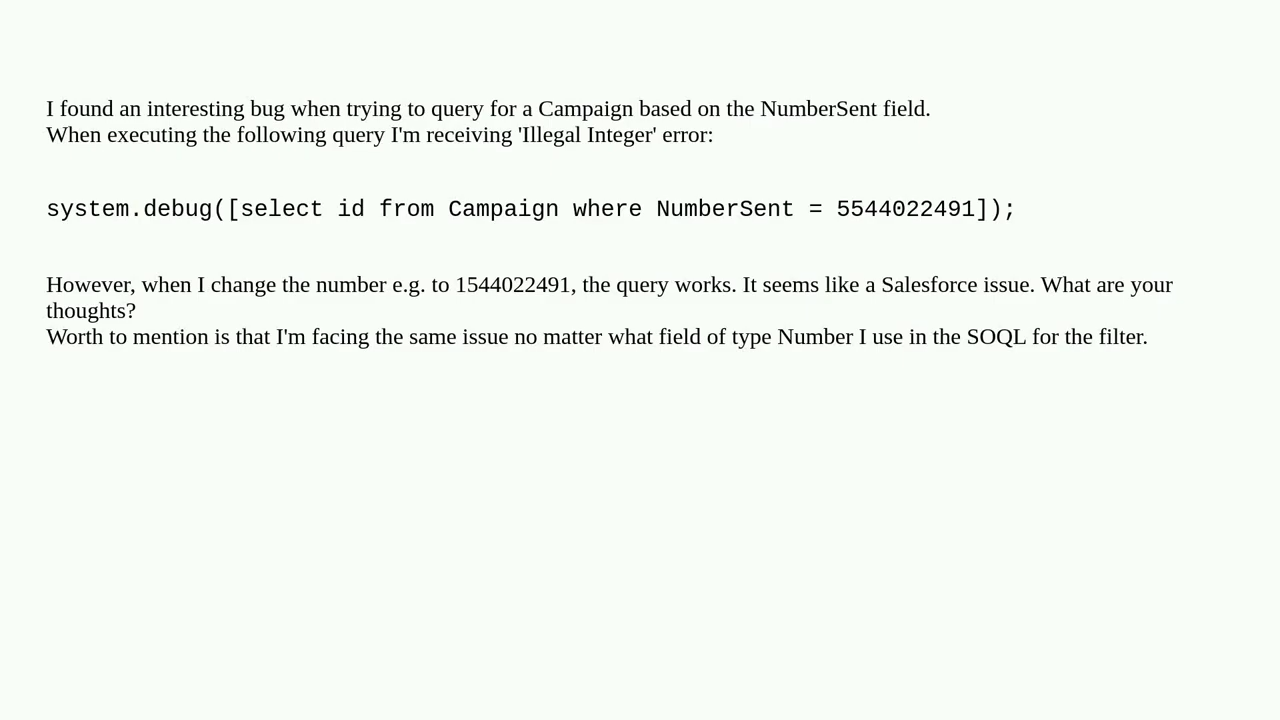 I found an interesting bug when trying to query for a Campaign based on the NumberSent field.
When executing the following query I'm receiving 'Illegal Integer' error:
system.debug([select id from Campaign where NumberSent = 5544022491]);
However, when I change the number e.g. to 1544022491, the query works. It seems like a Salesforce issue. What are your
thoughts?
Worth to mention is that I'm facing the same issue no matter what field of type Number I use in the SOQL for the filter.